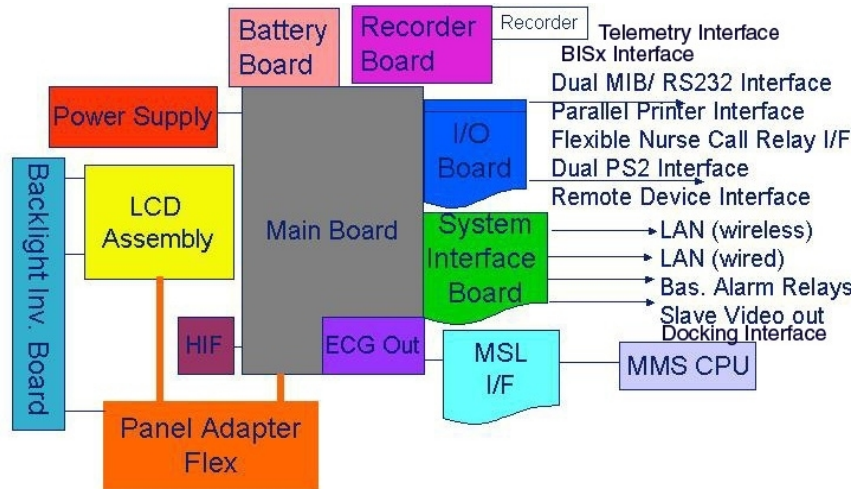 Battery
Board
Recorder
Board
Recorder
Telemetry Interface
BISx Interface
Dual MIB/ RS232 Interface
Parallel Printer Interface
Flexible Nurse Call Relay I/F
Dual PS2 Interface
Remote Device Interface
Power Supply
I/O
Board
Backlight Inv. Board
LCD
Assembly
Main Board
System
Interface
Board
LAN (wireless)
LAN (wired)
Bas. Alarm Relays
Slave Video out
Docking Interface
HIF
ECG Out
MSL
I/F
MMS CPU
Panel Adapter
Flex